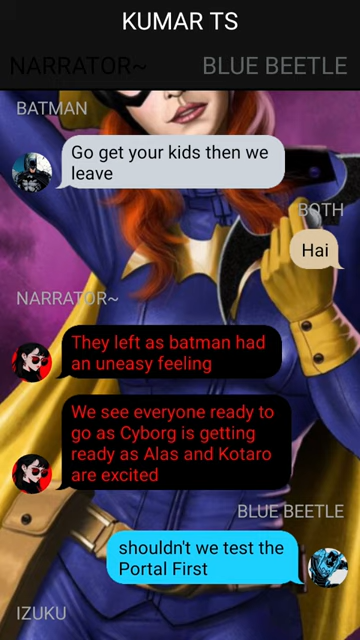 KUMAR TS
NARRATOR~
BLUE BEETLE
BATMAN
Go get your kids then we
leave
BOTH
Hai
NARRATOR~
They left as batman had
an uneasy feeling
We see everyone ready to
go as Cyborg is getting
ready as Alas and Kotaro
are excited
BLUE BEETLE
shouldn't we test the
Portal First
IZUKU